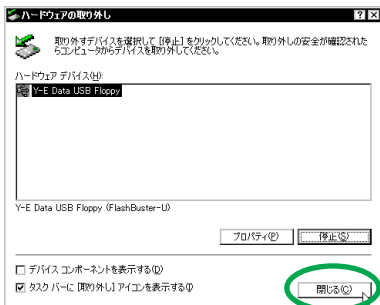 ハードウェアの取り外し
取り外すデバイスを選択して [停止] をクリックしてください。取り外しの安全が確認された
らコンピュータからデバイスを取り外してください。
ハードウェア デバイス(H):
Y-E Data USB Floppy
Y-E Data USB Floppy (FlashBuster-U)
プロパティ(P)
停止(S)
デバイス コンポーネントを表示する(D)
タスク バーに [取り外し] アイコンを表示する(I)
閉じる(C)